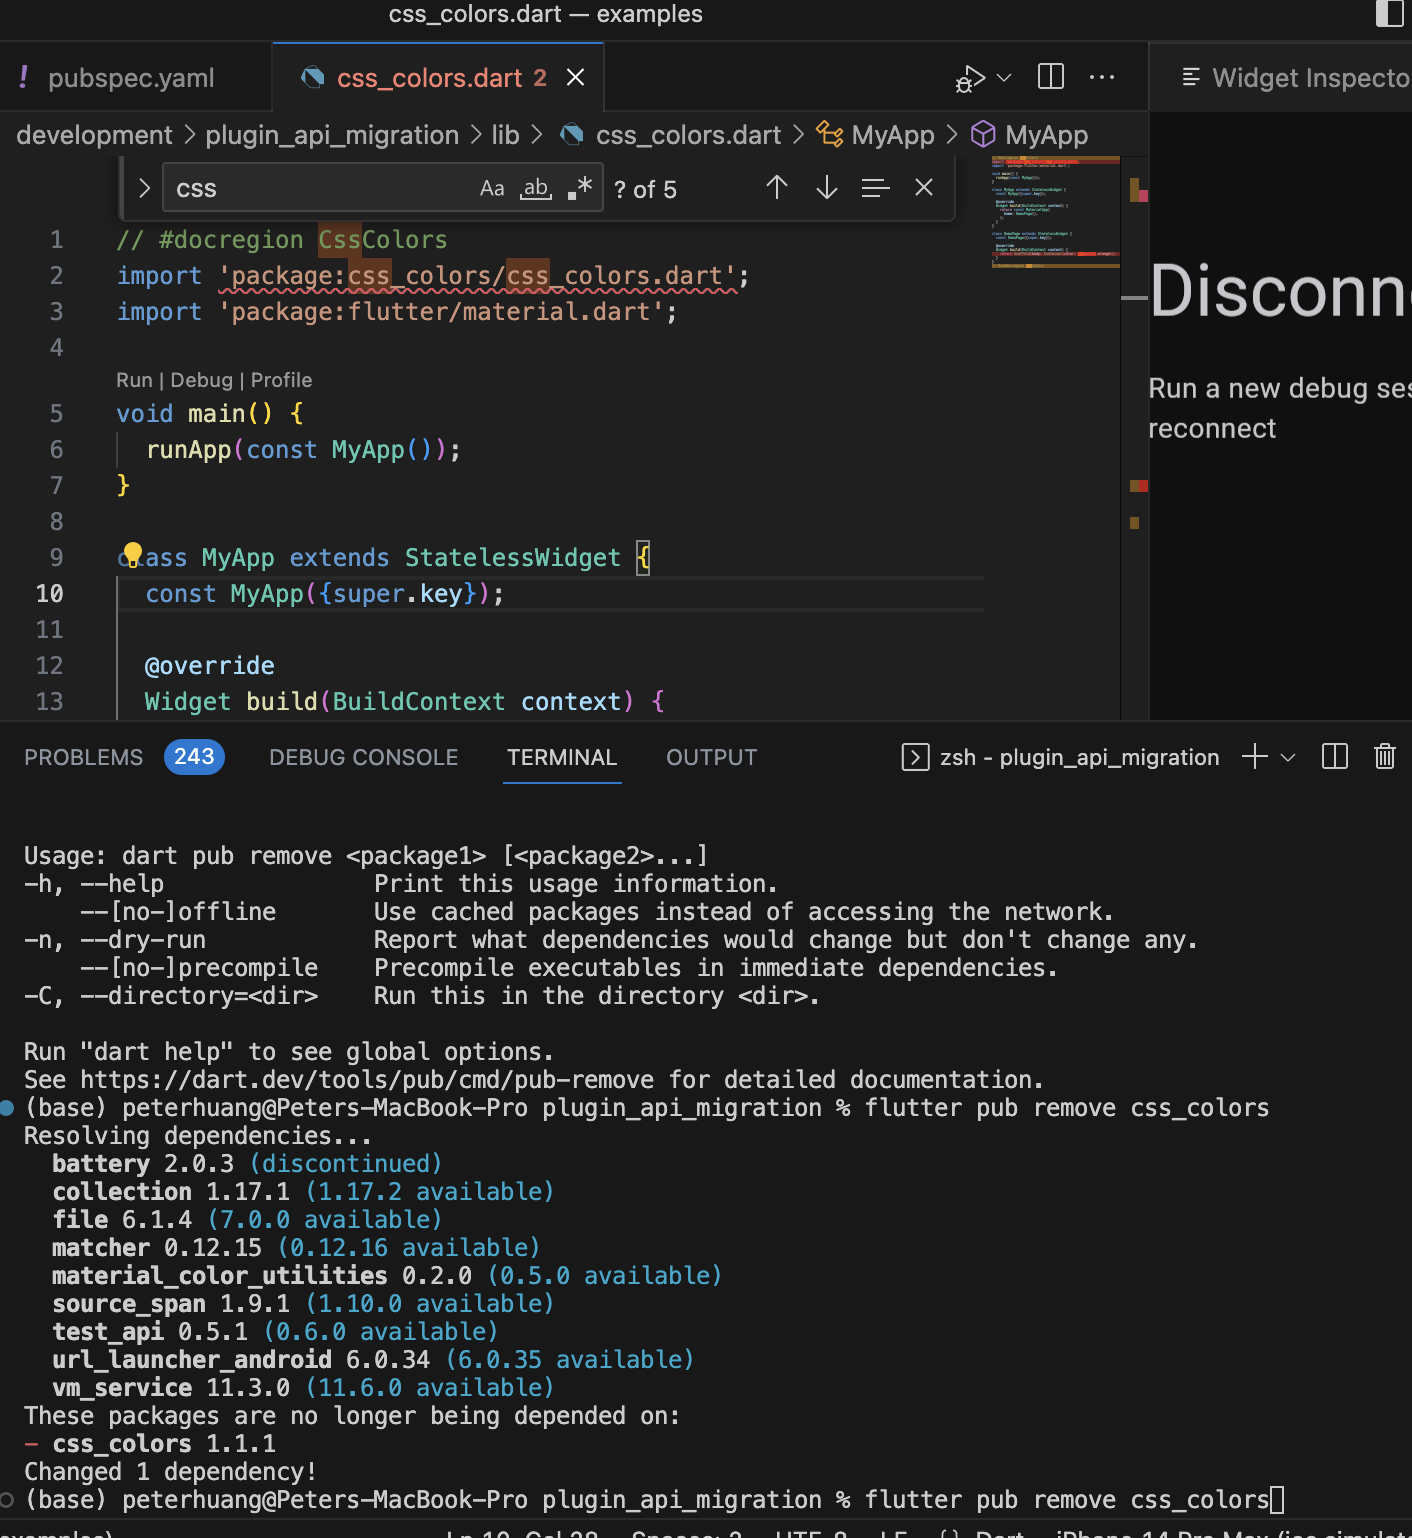 css_colors.dart — examples
! pubspec.yaml css_colors.dart 2 Widget Inspecto
development > plugin_api_migration > lib > css_colors.dart > MyApp > MyApp
css Aa ab .* ? of 5
1 // #docregion CssColors
2 import 'package:css_colors/css_colors.dart';
3 import 'package:flutter/material.dart';
4
Run | Debug | Profile
5 void main() {
6 runApp(const MyApp());
7 }
8
9 class MyApp extends StatelessWidget {
10 const MyApp({super.key});
11
12 @override
13 Widget build(BuildContext context) {
Disconn
Run a new debug ses
reconnect
PROBLEMS 243 DEBUG CONSOLE TERMINAL OUTPUT zsh - plugin_api_migration
Usage: dart pub remove <package1> [<package2>...]
-h, --help Print this usage information.
--[no-]offline Use cached packages instead of accessing the network.
-n, --dry-run Report what dependencies would change but don't change any.
--[no-]precompile Precompile executables in immediate dependencies.
-C, --directory=<dir> Run this in the directory <dir>.
Run "dart help" to see global options.
See https://dart.dev/tools/pub/cmd/pub-remove for detailed documentation.
(base) peterhuang@Peters-MacBook-Pro plugin_api_migration % flutter pub remove css_colors
Resolving dependencies...
battery 2.0.3 (discontinued)
collection 1.17.1 (1.17.2 available)
file 6.1.4 (7.0.0 available)
matcher 0.12.15 (0.12.16 available)
material_color_utilities 0.2.0 (0.5.0 available)
source_span 1.9.1 (1.10.0 available)
test_api 0.5.1 (0.6.0 available)
url_launcher_android 6.0.34 (6.0.35 available)
vm_service 11.3.0 (11.6.0 available)
These packages are no longer being depended on:
- css_colors 1.1.1
Changed 1 dependency!
(base) peterhuang@Peters-MacBook-Pro plugin_api_migration % flutter pub remove css_colors